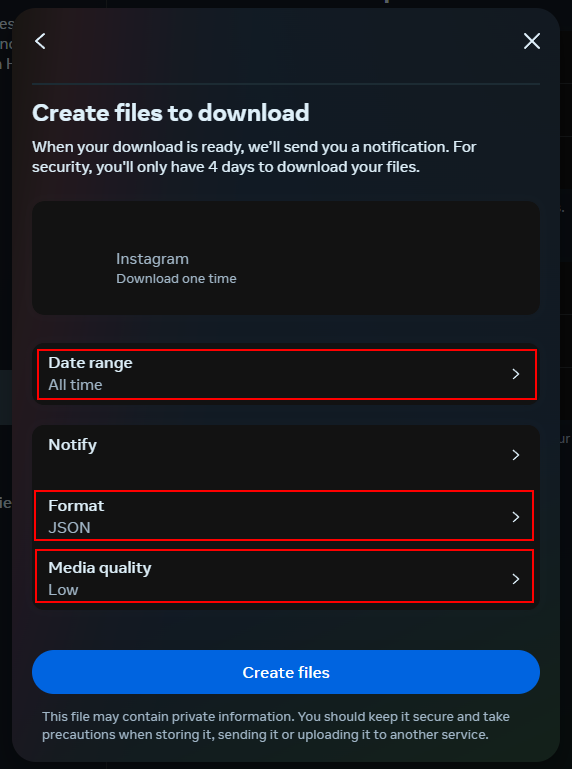 Create files to download
When your download is ready, we'll send you a notification. For
security, you'll only have 4 days to download your files.
Instagram
Download one time
Date range
All time
Notify
Format
JSON
Media quality
Low
Create files
This file may contain private information. You should keep it secure and take
precautions when storing it, sending it or uploading it to another service.